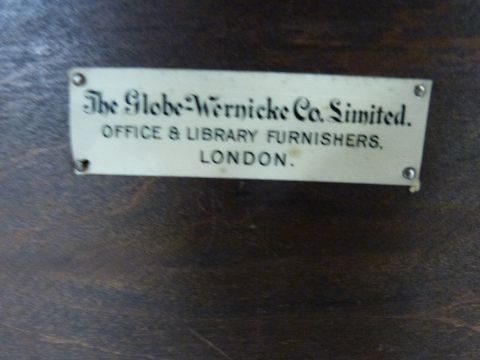 The Globe-Wernicke Co. Limited.
OFFICE & LIBRARY FURNISHERS,
LONDON.